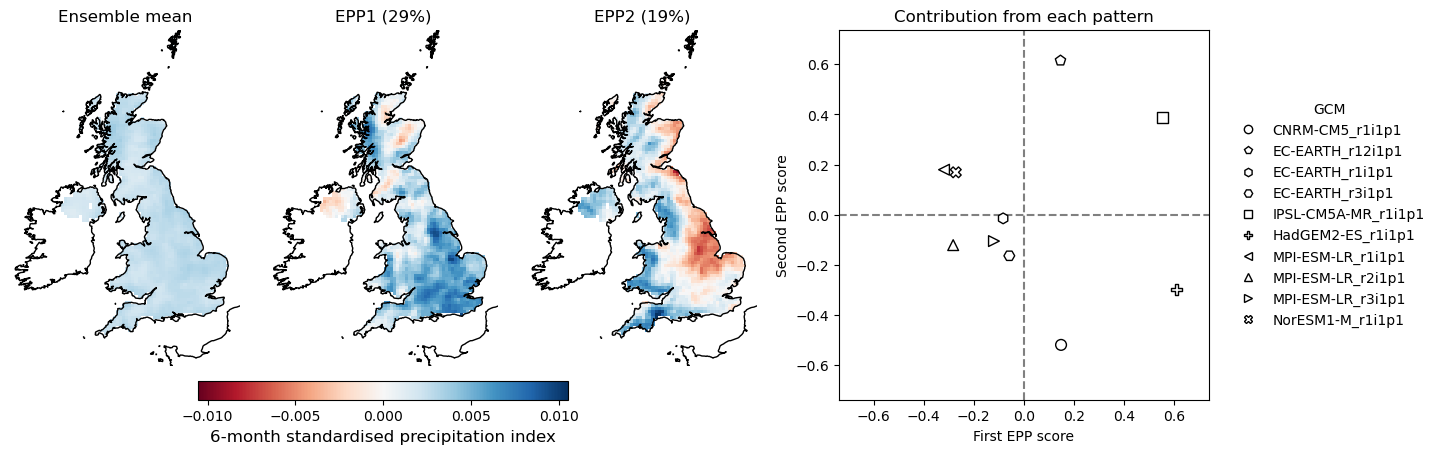 Ensemble mean
EPP1 (29%)
EPP2 (19%)
−0.010
−0.005
0.000
0.005
0.010
6-month standardised precipitation index
Contribution from each pattern
Second EPP score
0.6
0.4
0.2
0.0
−0.2
−0.4
−0.6
−0.6
−0.4
−0.2
0.0
0.2
0.4
0.6
First EPP score
GCM
CNRM-CM5_r1i1p1
EC-EARTH_r12i1p1
EC-EARTH_r1i1p1
EC-EARTH_r3i1p1
IPSL-CM5A-MR_r1i1p1
HadGEM2-ES_r1i1p1
MPI-ESM-LR_r1i1p1
MPI-ESM-LR_r2i1p1
MPI-ESM-LR_r3i1p1
NorESM1-M_r1i1p1